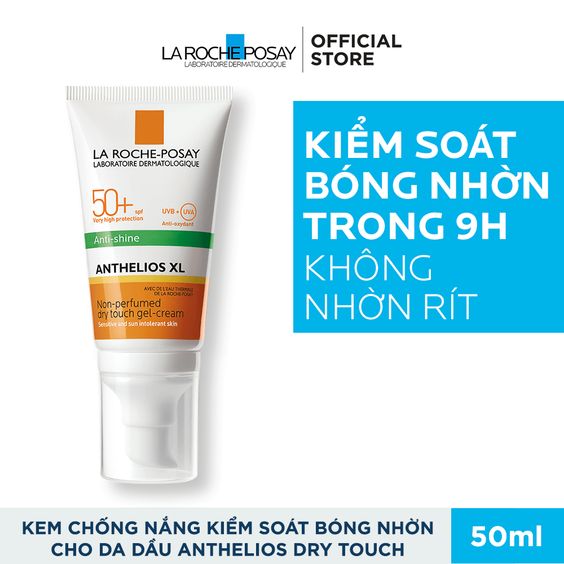 LA ROCHE POSAY
LABORATOIRE DERMATOLOGIQUE
OFFICIAL
STORE
LA ROCHE-POSAY
LABORATOIRE DERMATOLOGIQUE
50+ spf
Very high protection
UVB + UVA
Anti-oxydant
Anti-shine
ANTHELIOS XL
AVEC DE L'EAU THERMALE
DE LA ROCHE-POSAY
Non-perfumed
dry touch gel-cream
Sensitive and sun intolerant skin
KIỂM SOÁT
BÓNG NHỜN
TRONG 9H
KHÔNG
NHỜN RÍT
KEM CHỐNG NẮNG KIỂM SOÁT BÓNG NHỜN
CHO DA DẦU ANTHELIOS DRY TOUCH
50ml